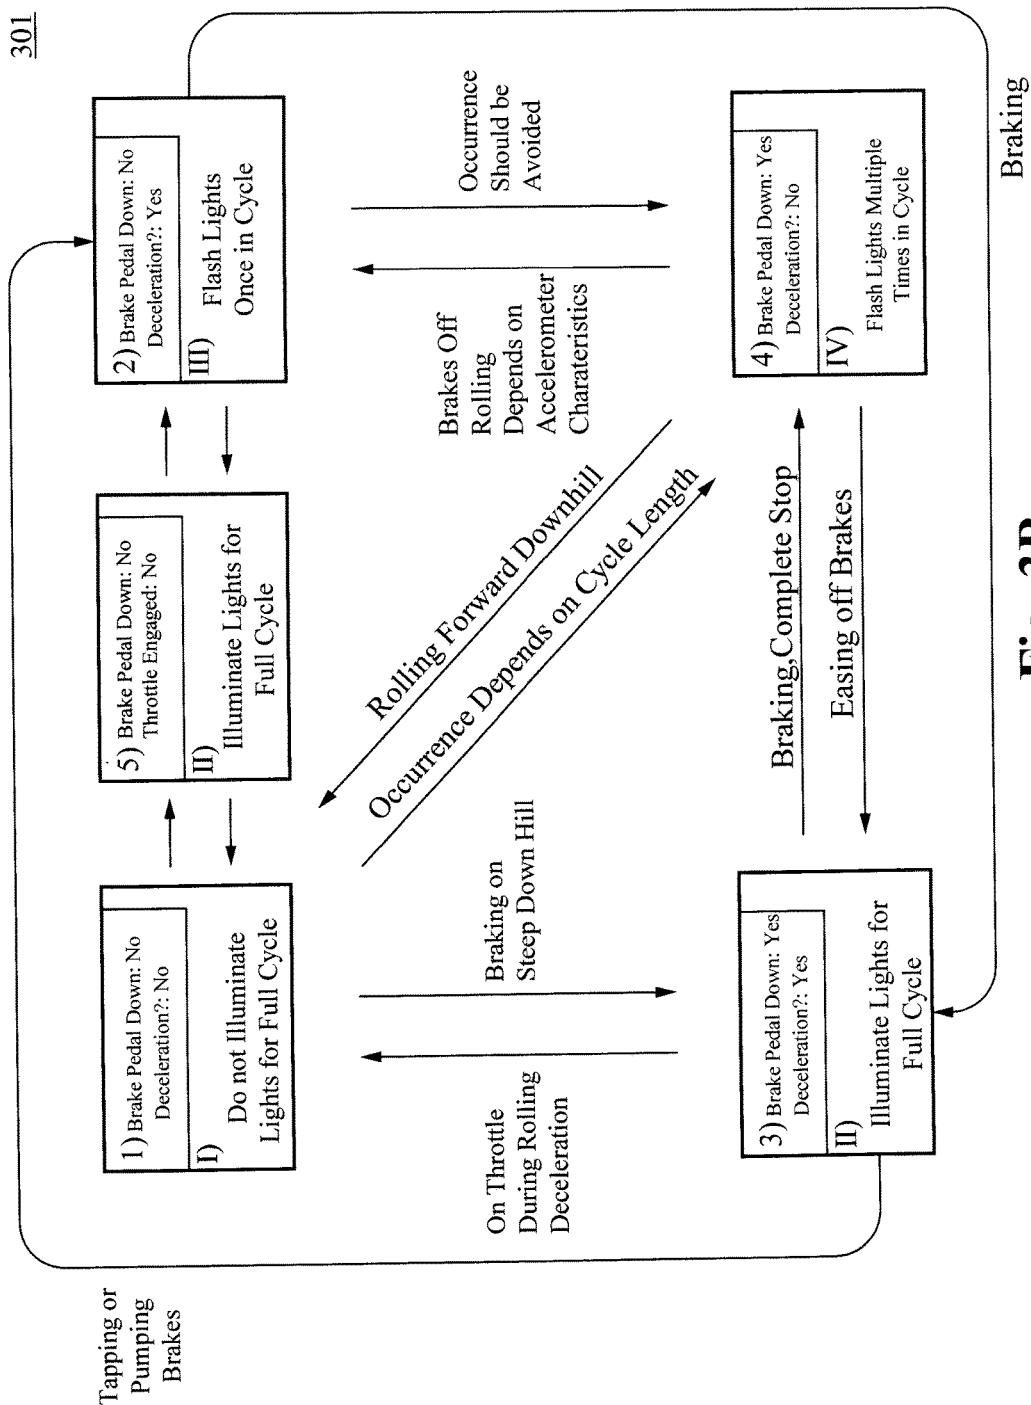 301
Tapping or
Pumping
Brakes
1) Brake Pedal Down: No
Deceleration?: No
I)
Do not Illuminate
Lights for Full Cycle
5) Brake Pedal Down: No
Throttle Engaged: No
II)
Illuminate Lights for
Full Cycle
2) Brake Pedal Down: No
Deceleration?: Yes
III)
Flash Lights
Once in Cycle
On Throttle
During Rolling
Deceleration
Braking on
Steep Down Hill
Rolling Forward Downhill
Occurrence Depends on Cycle Length
Brakes Off
Rolling
Depends on
Accelerometer
Charateristics
Occurrence
Should be
Avoided
3) Brake Pedal Down: Yes
Deceleration?: Yes
II)
Illuminate Lights for
Full Cycle
Braking,Complete Stop
Easing off Brakes
4) Brake Pedal Down: Yes
Deceleration?: No
IV)
Flash Lights Multiple
Times in Cycle
Braking